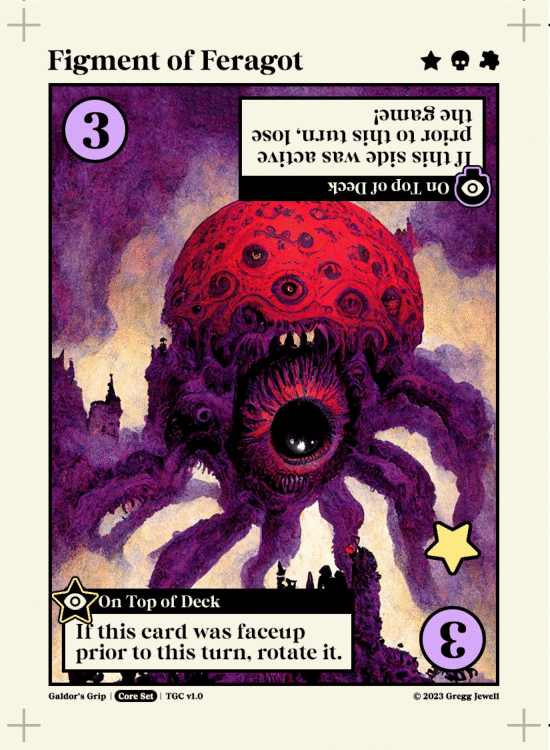 Figment of Feragot
3
If this side was active
prior to this turn, lose
the game!
On Top of Deck
On Top of Deck
If this card was faceup
prior to this turn, rotate it.
3
Galdor's Grip | Core Set | TGC v1.0
© 2023 Gregg Jewell